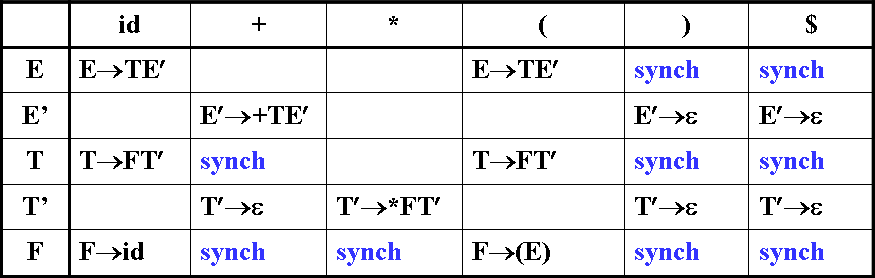 id + * ( ) $
E E→TE′ E→TE′ synch synch
E’ E′→+TE′ E′→ε E′→ε
T T→FT′ synch T→FT′ synch synch
T’ T′→ε T′→*FT′ T′→ε T′→ε
F F→id synch synch F→(E) synch synch